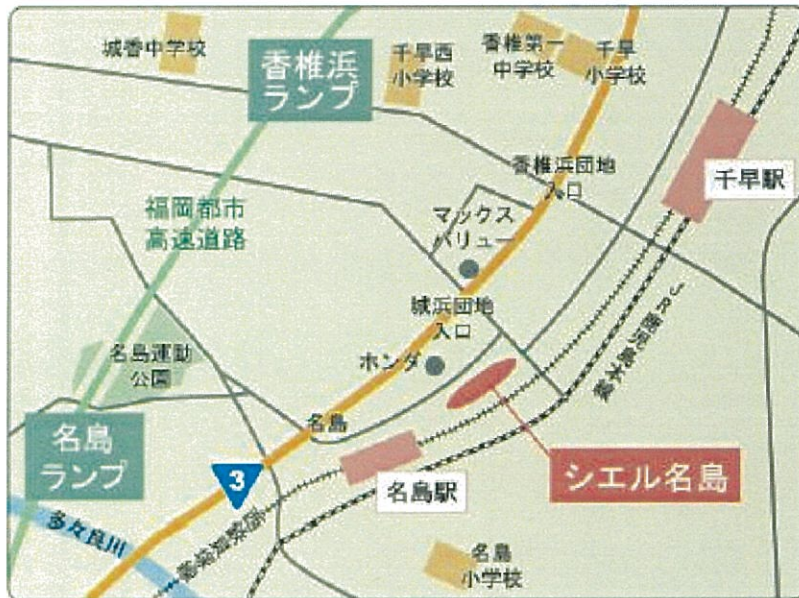 城香中学校
香椎浜
ランプ
千早西
小学校
香椎第一
中学校
千早
小学校
千早駅
香椎浜団地
入口
マックス
バリュー
福岡都市
高速道路
城浜団地
入口
JR鹿児島本線
ホンダ
名島運動
公園
名島
名島
ランプ
3
名島駅
シエル名島
多々良川
名島
小学校